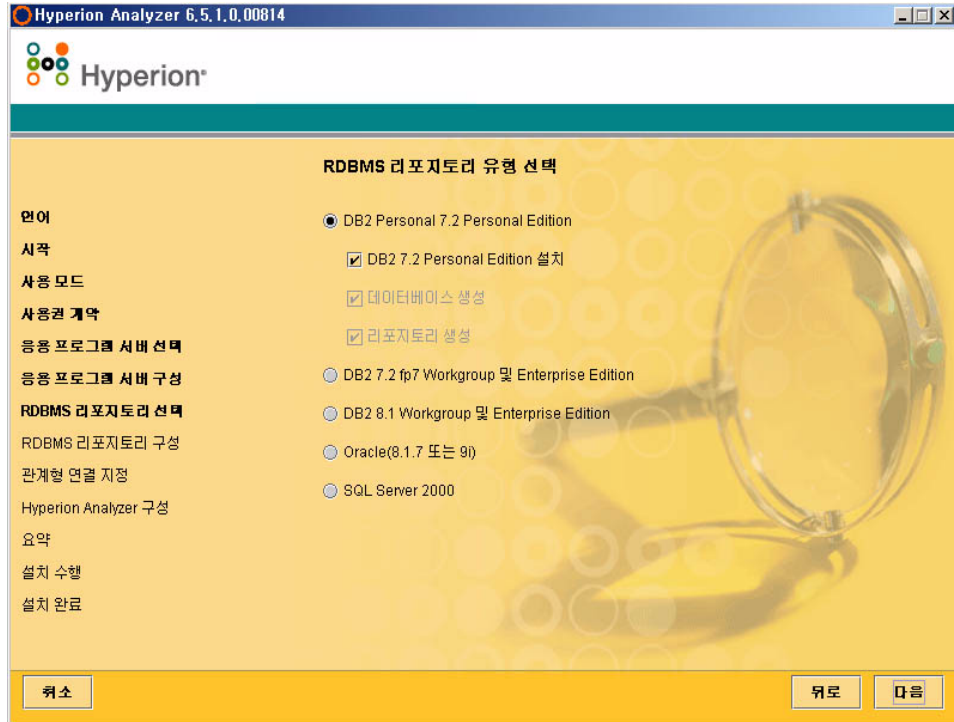 Hyperion Analyzer 6.5.1.0.00814
Hyperion
RDBMS 리포지토리 유형 선택
언어
시작
사용 모드
사용권 계약
응용 프로그램 서버 선택
응용 프로그램 서버 구성
RDBMS 리포지토리 선택
RDBMS 리포지토리 구성
관계형 연결 지정
Hyperion Analyzer 구성
요약
설치 수행
설치 완료
DB2 Personal 7.2 Personal Edition
DB2 7.2 Personal Edition 설치
데이터베이스 생성
리포지토리 생성
DB2 7.2 fp7 Workgroup 및 Enterprise Edition
DB2 8.1 Workgroup 및 Enterprise Edition
Oracle(8.1.7 또는 9i)
SQL Server 2000
취소
뒤로
다음